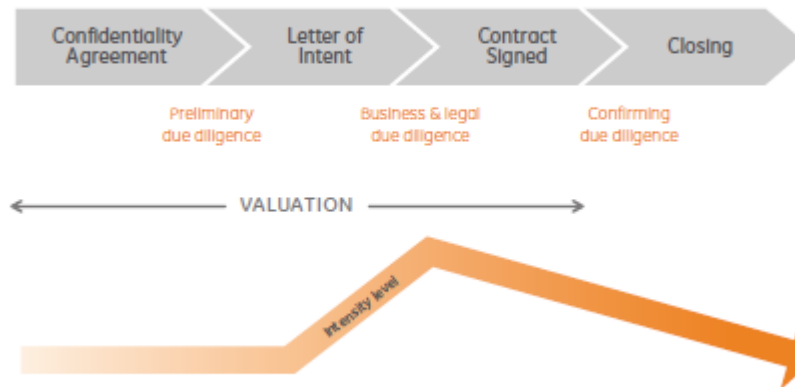 Confidentiality
Agreement
Letter of
Intent
Contract
Signed
Closing
Preliminary
due diligence
Business & legal
due diligence
Confirming
due diligence
VALUATION
Intensity level